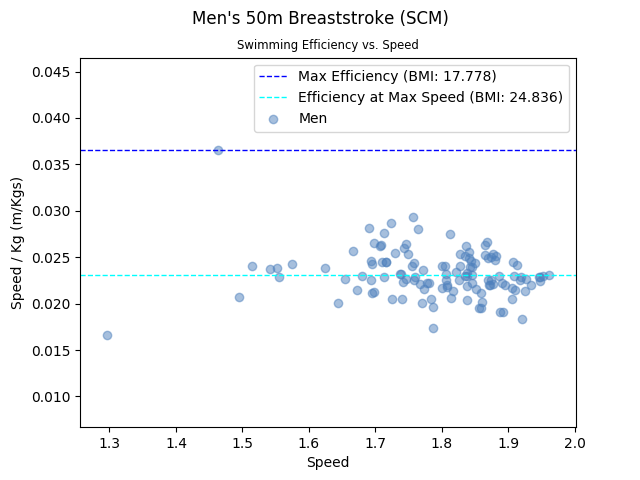 Men's 50m Breaststroke (SCM)
Swimming Efficiency vs. Speed
Max Efficiency (BMI: 17.778)
Efficiency at Max Speed (BMI: 24.836)
Men
Speed / Kg (m/Kgs)
0.045
0.040
0.035
0.030
0.025
0.020
0.015
0.010
1.3 1.4 1.5 1.6 1.7 1.8 1.9 2.0
Speed